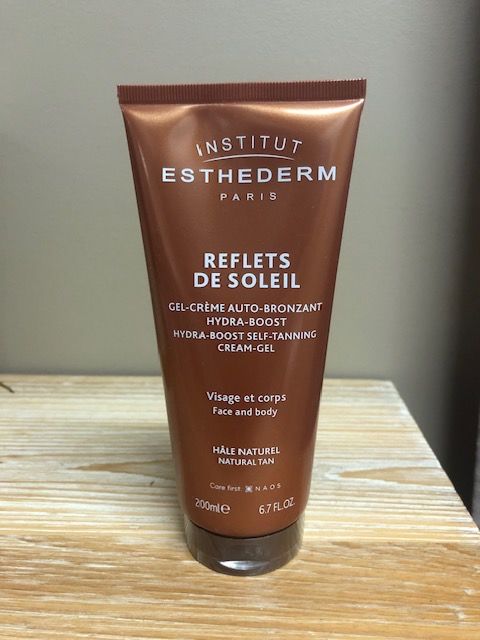 INSTITUT
ESTHEDERM
PARIS
REFLETS
DE SOLEIL
GEL-CRÈME AUTO-BRONZANT
HYDRA-BOOST
HYDRA-BOOST SELF-TANNING
CREAM-GEL
Visage et corps
Face and body
HÂLE NATUREL
NATURAL TAN
Care first NAOS
200ml℮ 6.7 FL.OZ.